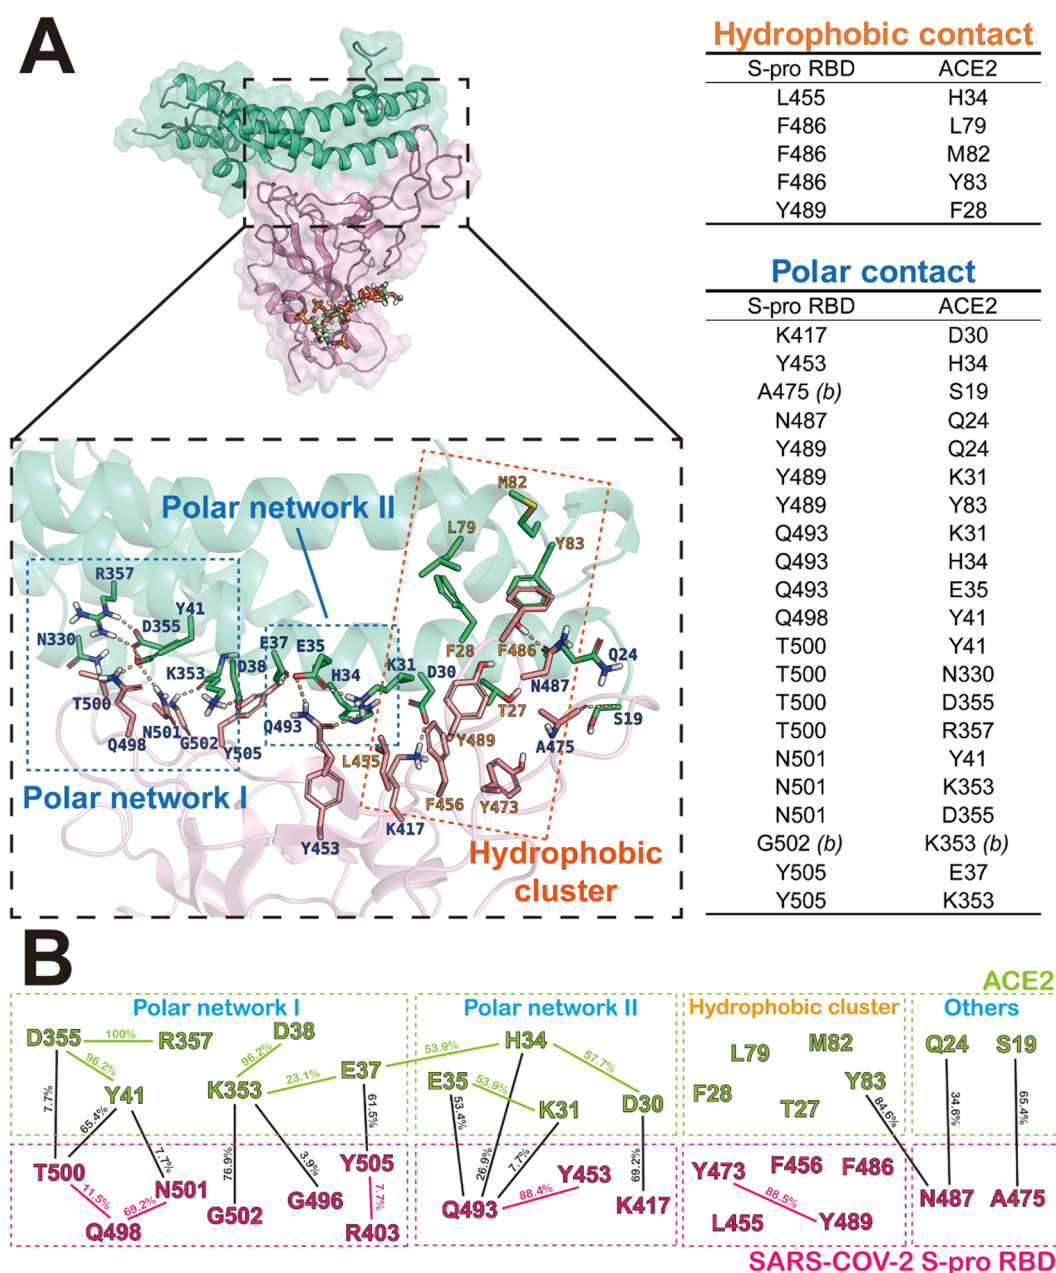 A
Hydrophobic contact
S-pro RBD ACE2
L455 H34
F486 L79
F486 M82
F486 Y83
Y489 F28
Polar contact
S-pro RBD ACE2
K417 D30
Y453 H34
A475 (b) S19
N487 Q24
Y489 Q24
Y489 K31
Y489 Y83
Q493 K31
Q493 H34
Q493 E35
Q498 Y41
T500 Y41
T500 N330
T500 D355
T500 R357
N501 Y41
N501 K353
N501 D355
G502 (b) K353 (b)
Y505 E37
Y505 K353
M82
Polar network II
L79
Y83
R357
Y41
D355
N330
E37
E35
F28
F486
Q24
K353
D38
H34
K31
D30
N487
T500
T27
S19
Q498
N501
G502
Y505
Q493
Y489
A475
L455
Polar network I
F456
Y473
K417
Y453
Hydrophobic
cluster
B
ACE2
Polar network I
Polar network II
Hydrophobic cluster
Others
D355
100%
R357
D38
H34
L79
M82
Q24
S19
96.2%
96.2%
53.9%
57.7%
Y41
K353
23.1%
E37
E35
53.9%
K31
D30
F28
T27
Y83
7.7%
65.4%
61.5%
53.4%
84.6%
34.6%
65.4%
7.7%
76.9%
3.9%
26.9%
7.7%
69.2%
T500
N501
G502
G496
Y505
Y453
K417
Y473
F456
F486
N487
A475
11.5%
69.2%
7.7%
88.4%
88.5%
Q498
R403
Q493
L455
Y489
SARS-COV-2 S-pro RBD